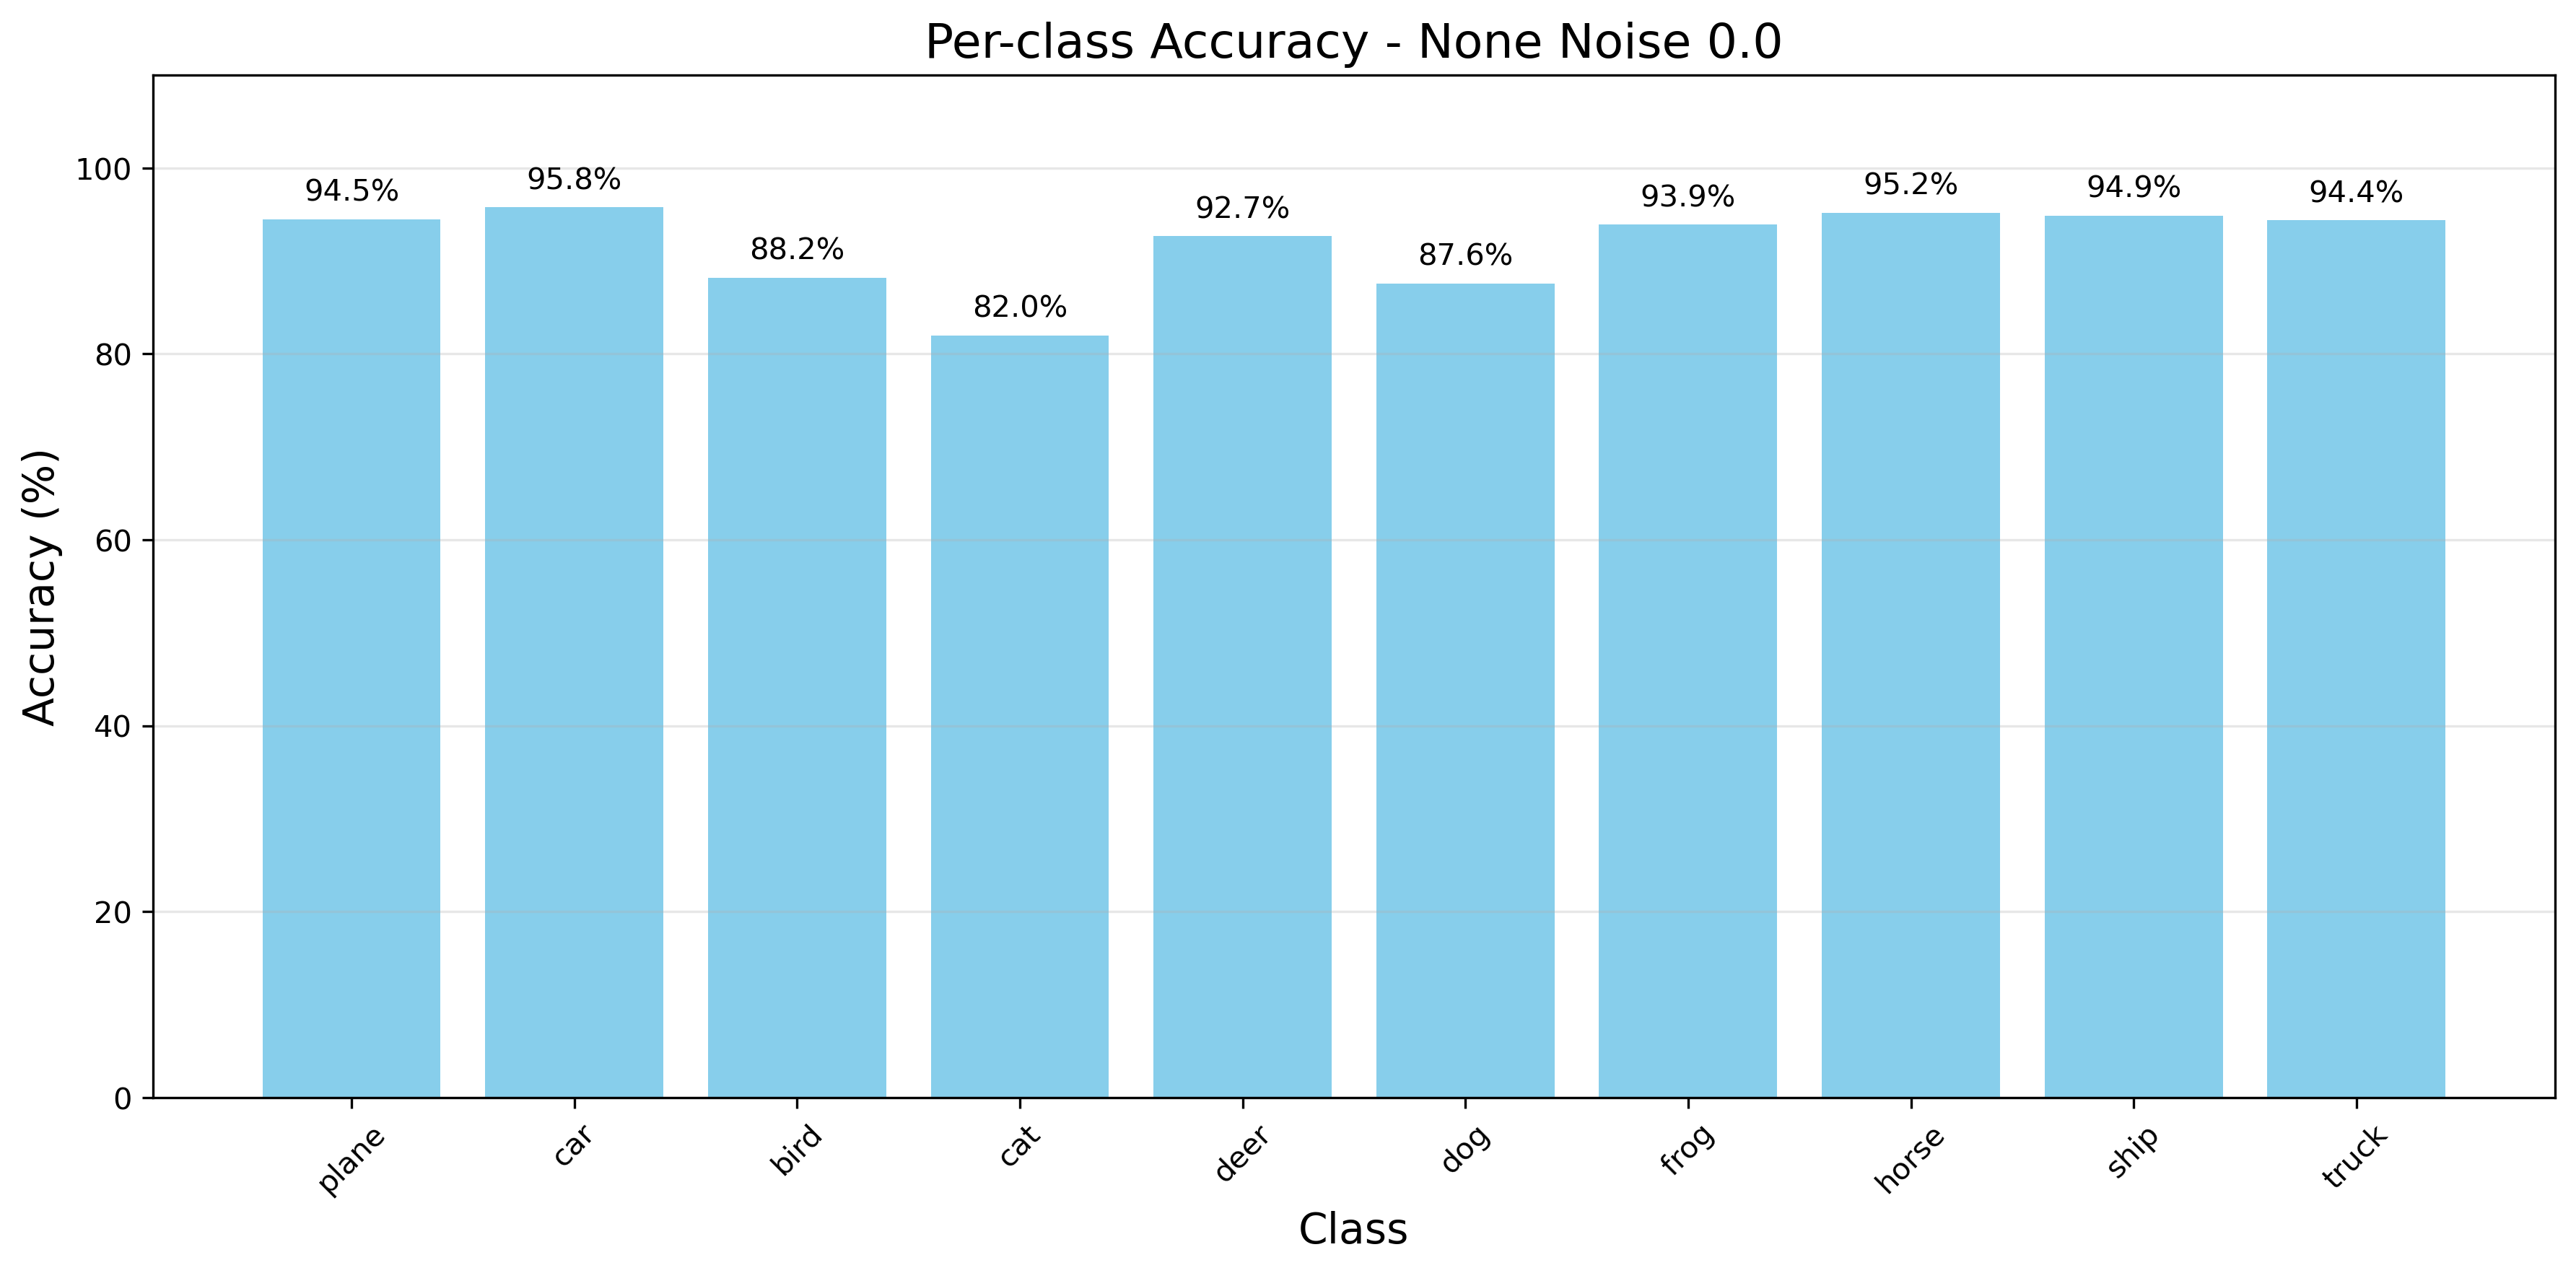 Per-class Accuracy - None Noise 0.0
Accuracy (%)
100
80
60
40
20
0
94.5%
95.8%
88.2%
82.0%
92.7%
87.6%
93.9%
95.2%
94.9%
94.4%
plane
car
bird
cat
deer
dog
frog
horse
ship
truck
Class